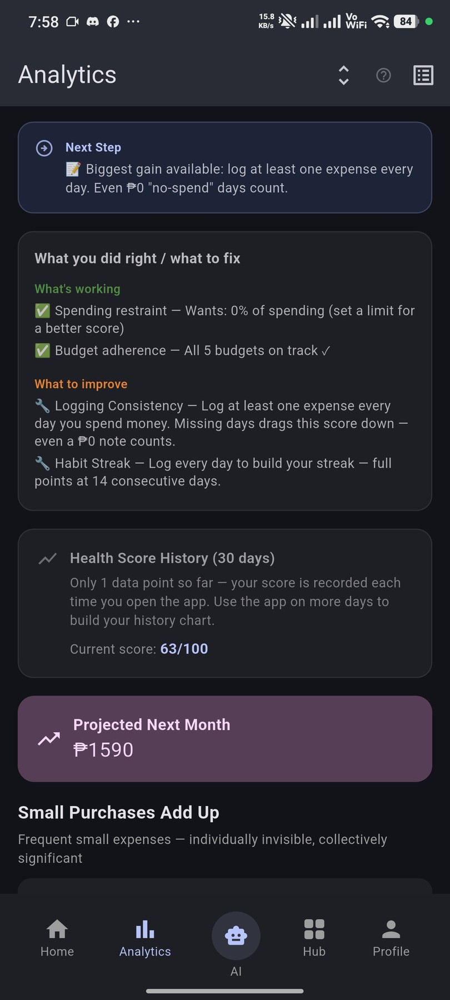 7:58
15.8 KB/s
Vo WiFi
84
Analytics
Next Step
📝 Biggest gain available: log at least one expense every
day. Even ₱0 "no-spend" days count.
What you did right / what to fix
What's working
✅ Spending restraint — Wants: 0% of spending (set a limit for
a better score)
✅ Budget adherence — All 5 budgets on track ✓
What to improve
🔧 Logging Consistency — Log at least one expense every
day you spend money. Missing days drags this score down —
even a ₱0 note counts.
🔧 Habit Streak — Log every day to build your streak — full
points at 14 consecutive days.
Health Score History (30 days)
Only 1 data point so far — your score is recorded each
time you open the app. Use the app on more days to
build your history chart.
Current score: 63/100
Projected Next Month
₱1590
Small Purchases Add Up
Frequent small expenses — individually invisible, collectively
significant
Home
Analytics
AI
Hub
Profile